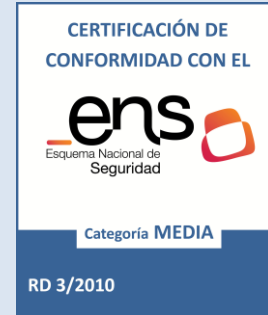 CERTIFICACIÓN DE
CONFORMIDAD CON EL
ens
Esquema Nacional de
Seguridad
Categoría MEDIA
RD 3/2010